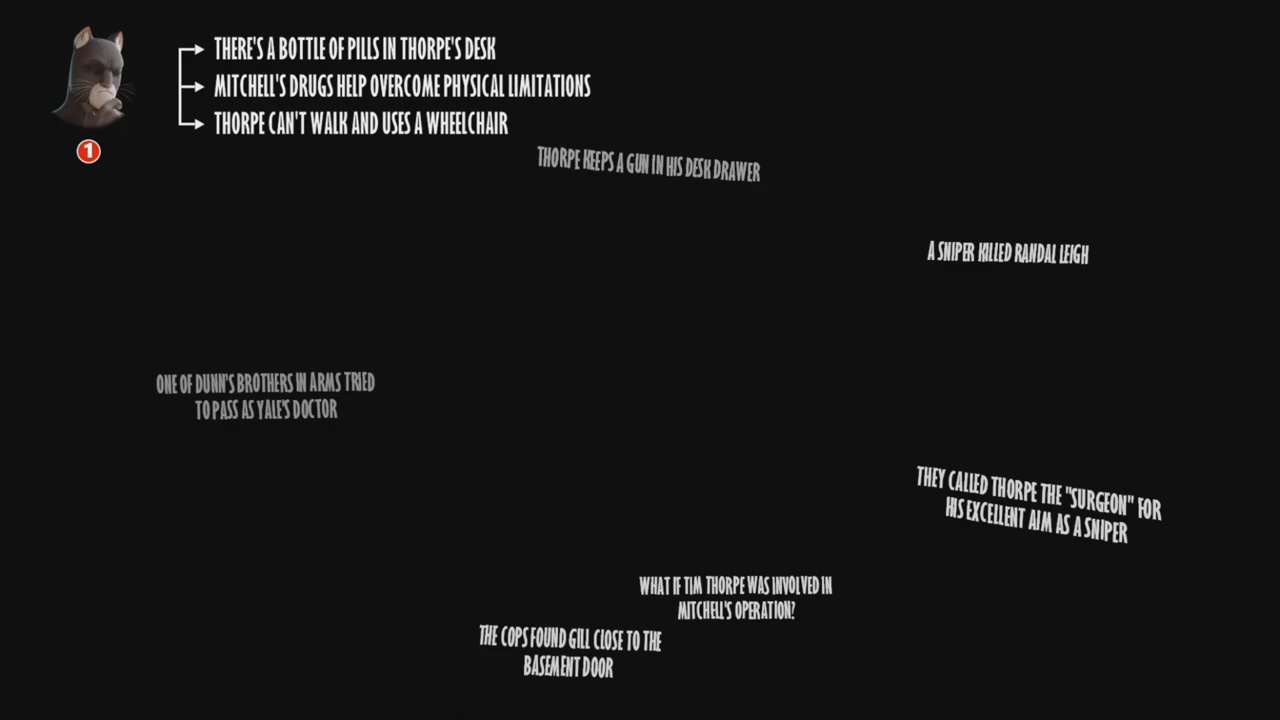 THERE'S A BOTTLE OF PILLS IN THORPE'S DESK
MITCHELL'S DRUGS HELP OVERCOME PHYSICAL LIMITATIONS
THORPE CAN'T WALK AND USES A WHEELCHAIR
1
THORPE KEEPS A GUN IN HIS DESK DRAWER
A SNIPER KILLED RANDAL LEIGH
ONE OF DUNN'S BROTHERS IN ARMS TRIED
TO PASS AS YALE'S DOCTOR
THEY CALLED THORPE THE "SURGEON" FOR
HIS EXCELLENT AIM AS A SNIPER
WHAT IF TIM THORPE WAS INVOLVED IN
MITCHELL'S OPERATION?
THE COPS FOUND GILL CLOSE TO THE
BASEMENT DOOR